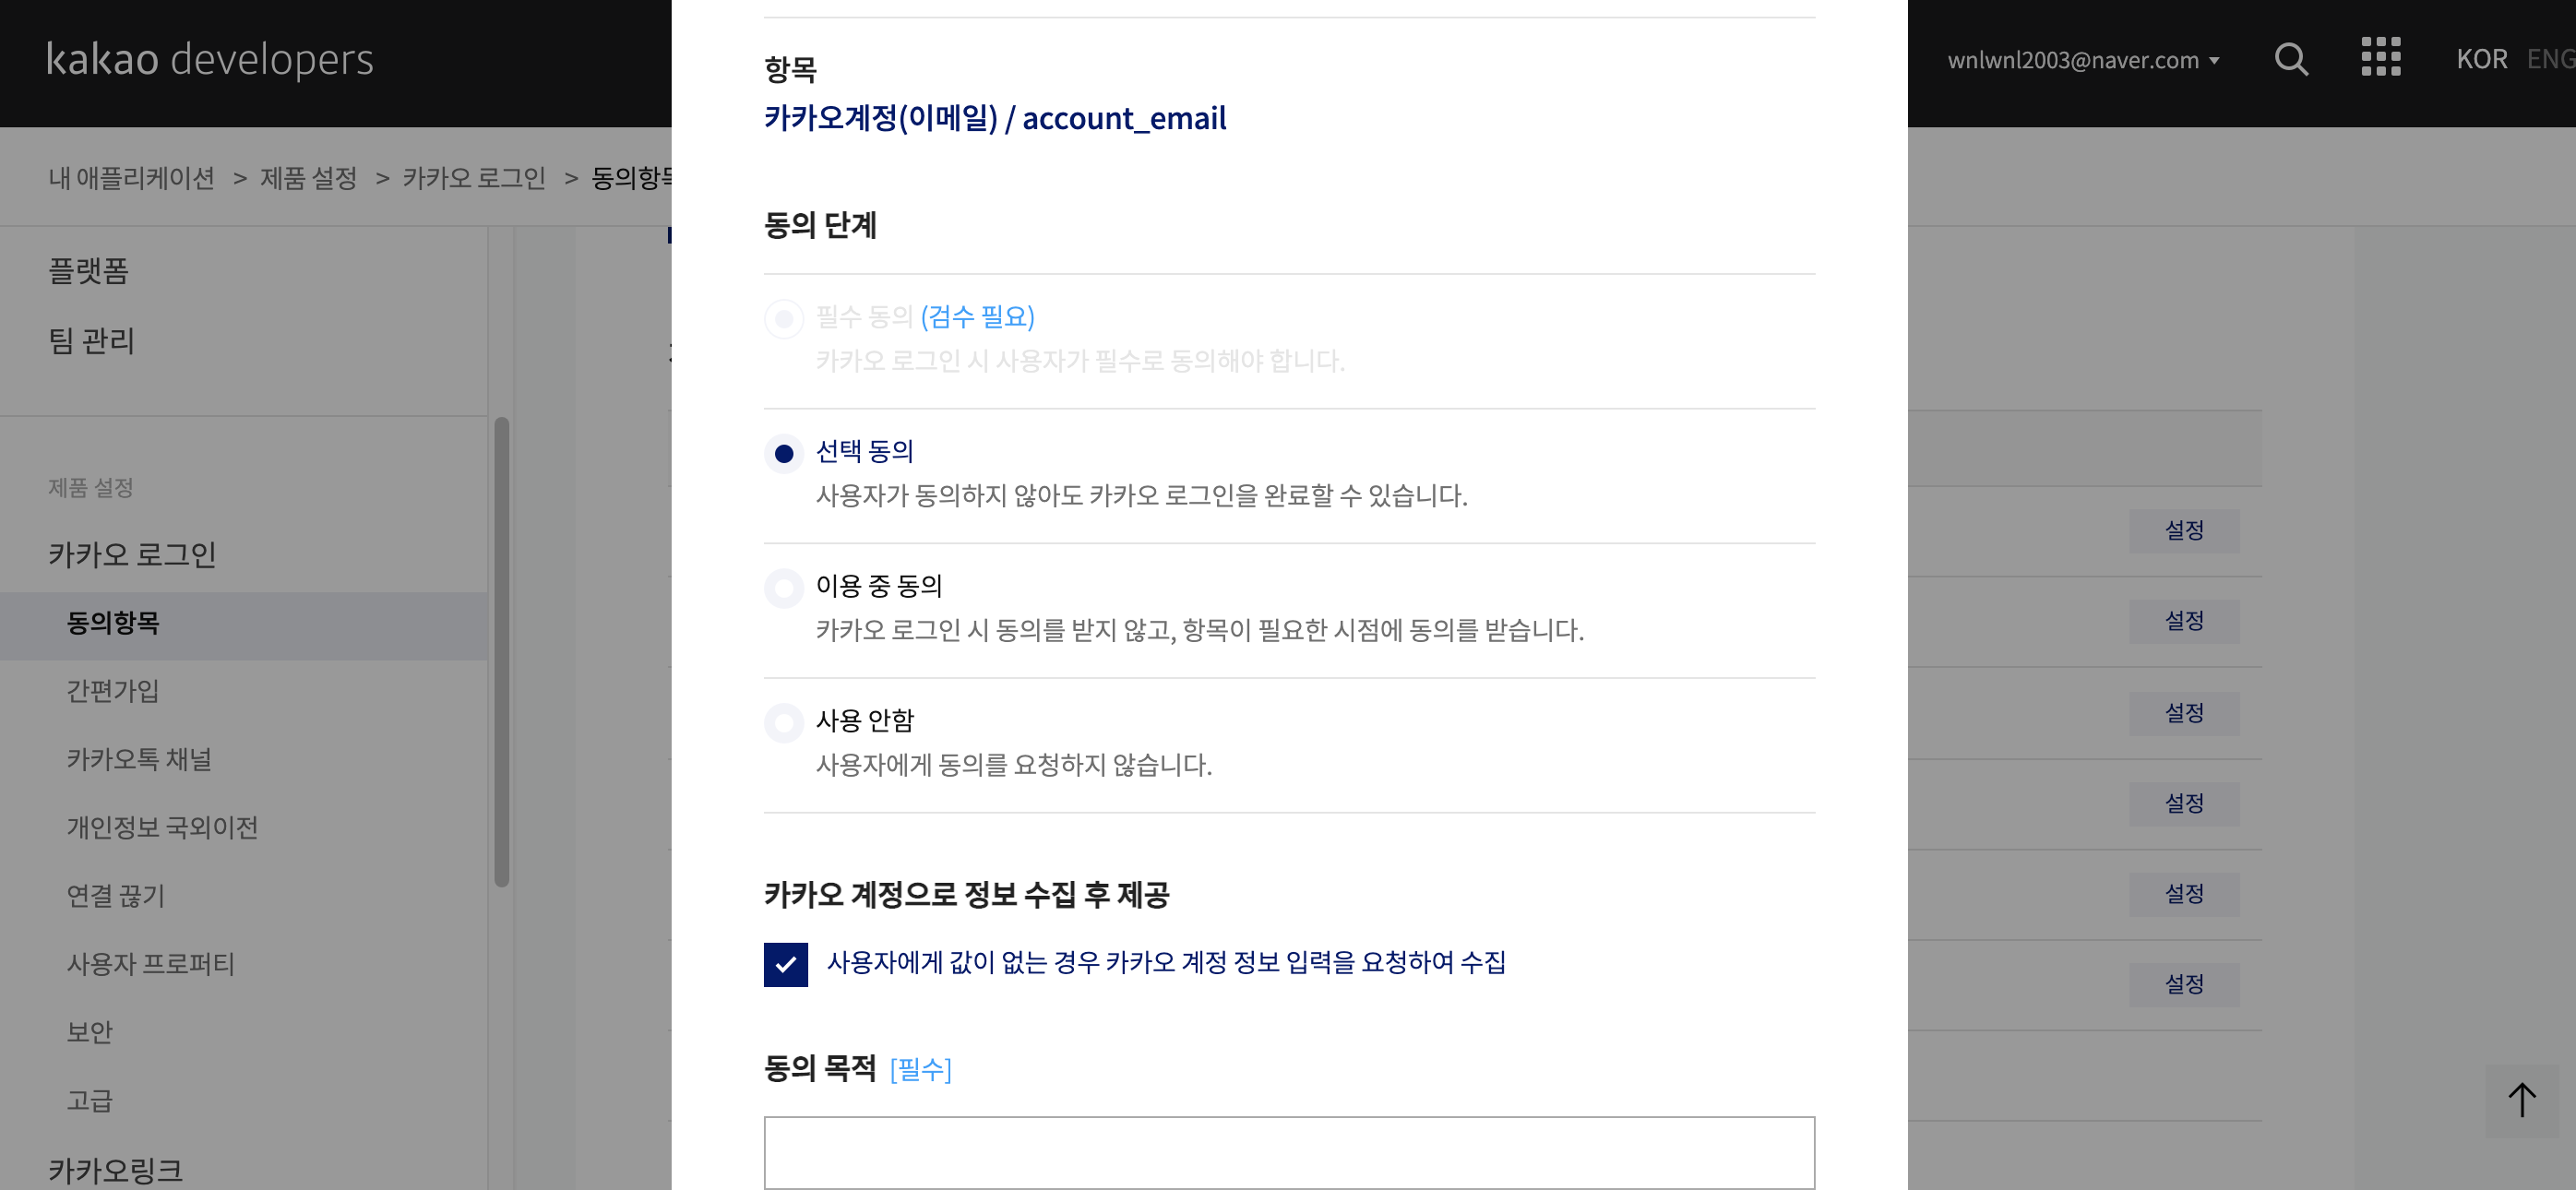 kakao developers
wnlwnl2003@naver.com
KOR ENG
내 애플리케이션 > 제품 설정 > 카카오 로그인 > 동의항목
플랫폼
팀 관리
제품 설정
카카오 로그인
동의항목
간편가입
카카오톡 채널
개인정보 국외이전
연결 끊기
사용자 프로퍼티
보안
고급
카카오링크
항목
카카오계정(이메일) / account_email
동의 단계
필수 동의 (검수 필요)
카카오 로그인 시 사용자가 필수로 동의해야 합니다.
선택 동의
사용자가 동의하지 않아도 카카오 로그인을 완료할 수 있습니다.
이용 중 동의
카카오 로그인 시 동의를 받지 않고, 항목이 필요한 시점에 동의를 받습니다.
사용 안함
사용자에게 동의를 요청하지 않습니다.
카카오 계정으로 정보 수집 후 제공
사용자에게 값이 없는 경우 카카오 계정 정보 입력을 요청하여 수집
동의 목적 [필수]
설정
설정
설정
설정
설정
설정